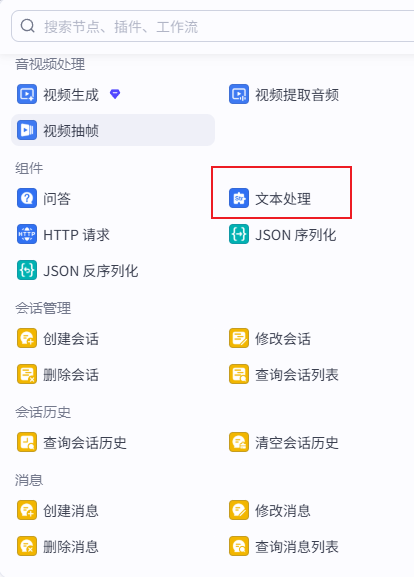 搜索节点、插件、工作流
音视频处理
视频生成 视频提取音频
视频抽帧
组件
问答 文本处理
HTTP 请求 JSON 序列化
JSON 反序列化
会话管理
创建会话 修改会话
删除会话 查询会话列表
会话历史
查询会话历史 清空会话历史
消息
创建消息 修改消息
删除消息 查询消息列表